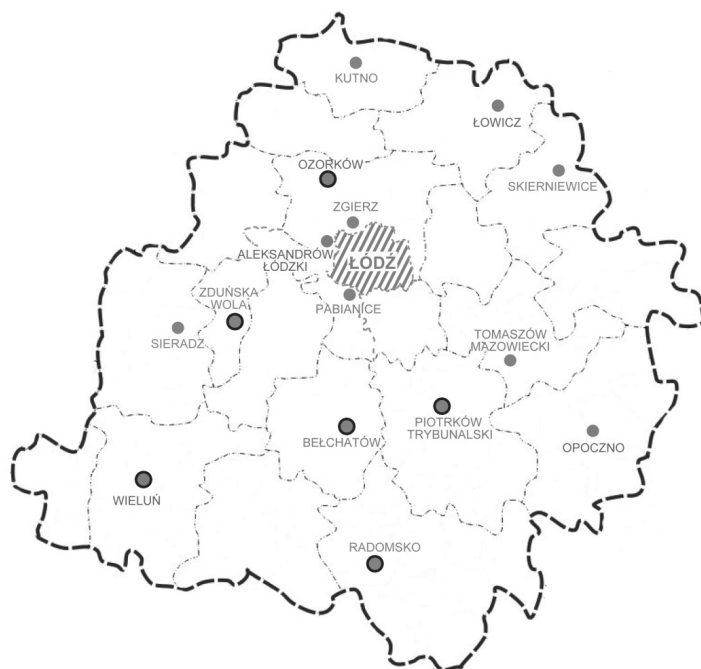 KUTNO
ŁOWICZ
OZORKÓW
SKIERNIEWICE
ZGIERZ
ALEKSANDRÓW
ŁÓDZKI
ŁÓDŹ
ZDUŃSKA
WOLA
PABIANICE
SIERADZ
TOMASZÓW
MAZOWIECKI
PIOTRKÓW
TRYBUNALSKI
BEŁCHATÓW
OPOCZNO
WIELUŃ
RADOMSKO